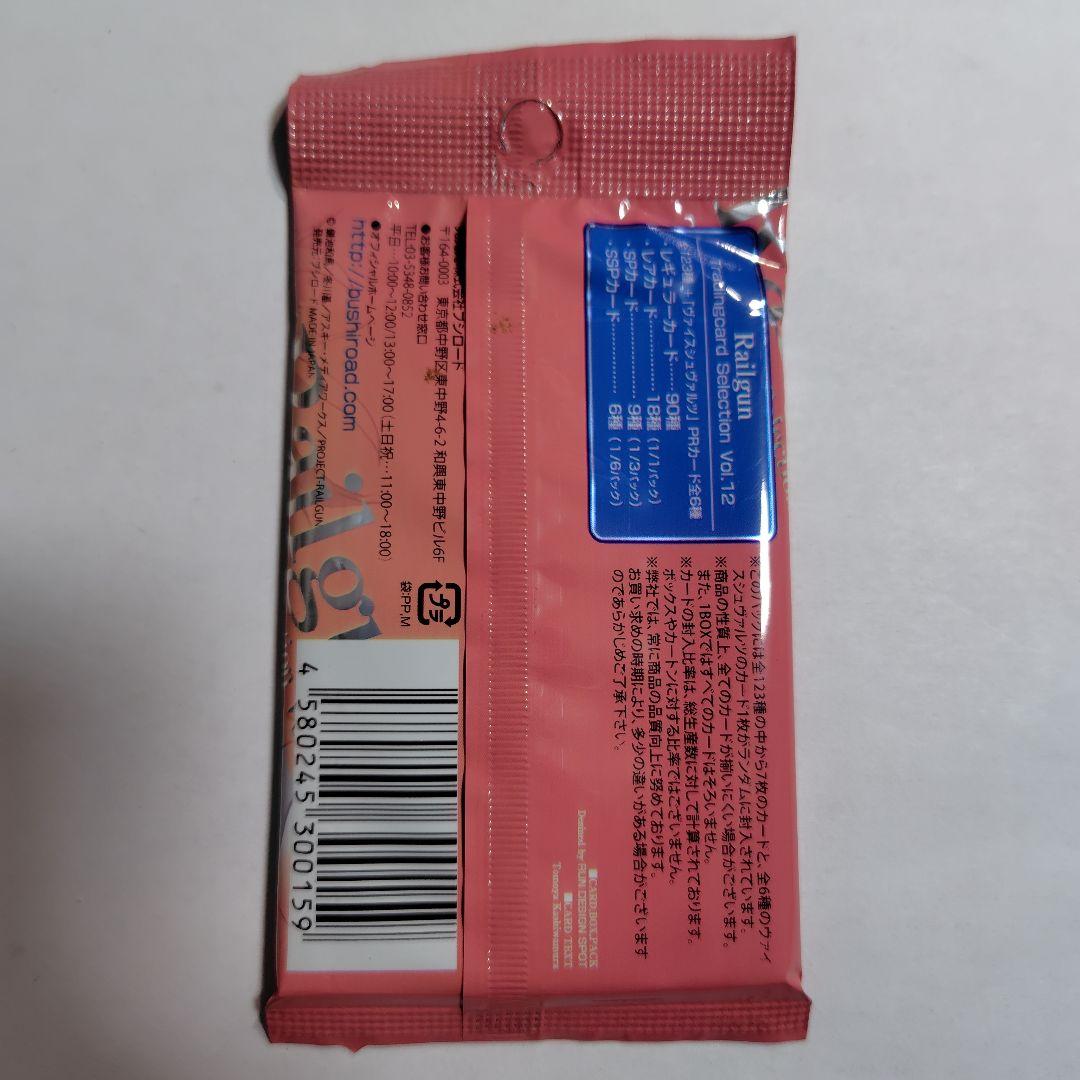 Railgun
Tradingcard Selection Vol.12
「ヴァイスシュヴァルツ」PRカード全6種
・レギュラーカード……90種(1/1パック)
・レアカード…………18種(1/1パック)
・SPカード…………9種(1/3パック)
・SSPカード…………6種(1/6パック)
※このパックには全123種の中から7枚のカードと、全6種のヴァイ
スシュヴァルツのカード1枚がランダムに封入されています。
※商品の性質上、全てのカードが揃いにくい場合がございます。
また、1BOXではすべてのカードはそろいません。
※カードの封入比率は、総生産数に対して計算されております。
ボックスやカートンに対する比率ではございません。
※弊社では、常に商品の品質向上に努めております。
お買い求めの時期により、多少の違いがある場合がございます
のであらかじめご了承下さい。
■CARD,BOX,PACK
Desined by RUN DESIGN SPOT
■CARD TEXT
Tomoya Kashiwamura
株式会社ブシロード
〒164-0003 東京都中野区東中野4-6-2 和興東中野ビル6F
●お客様お問い合わせ窓口
TEL:03-5348-0852
平日…10:00~12:00/13:00~17:00(土日祝…11:00~18:00)
●オフィシャルホームページ
http://bushiroad.com
©鎌池和馬/冬川基/アスキー・メディアワークス/PROJECT-RAILGUN
発売元:ブシロード MADE IN JAPAN
プラ
袋:PP,M
4 580245 300159